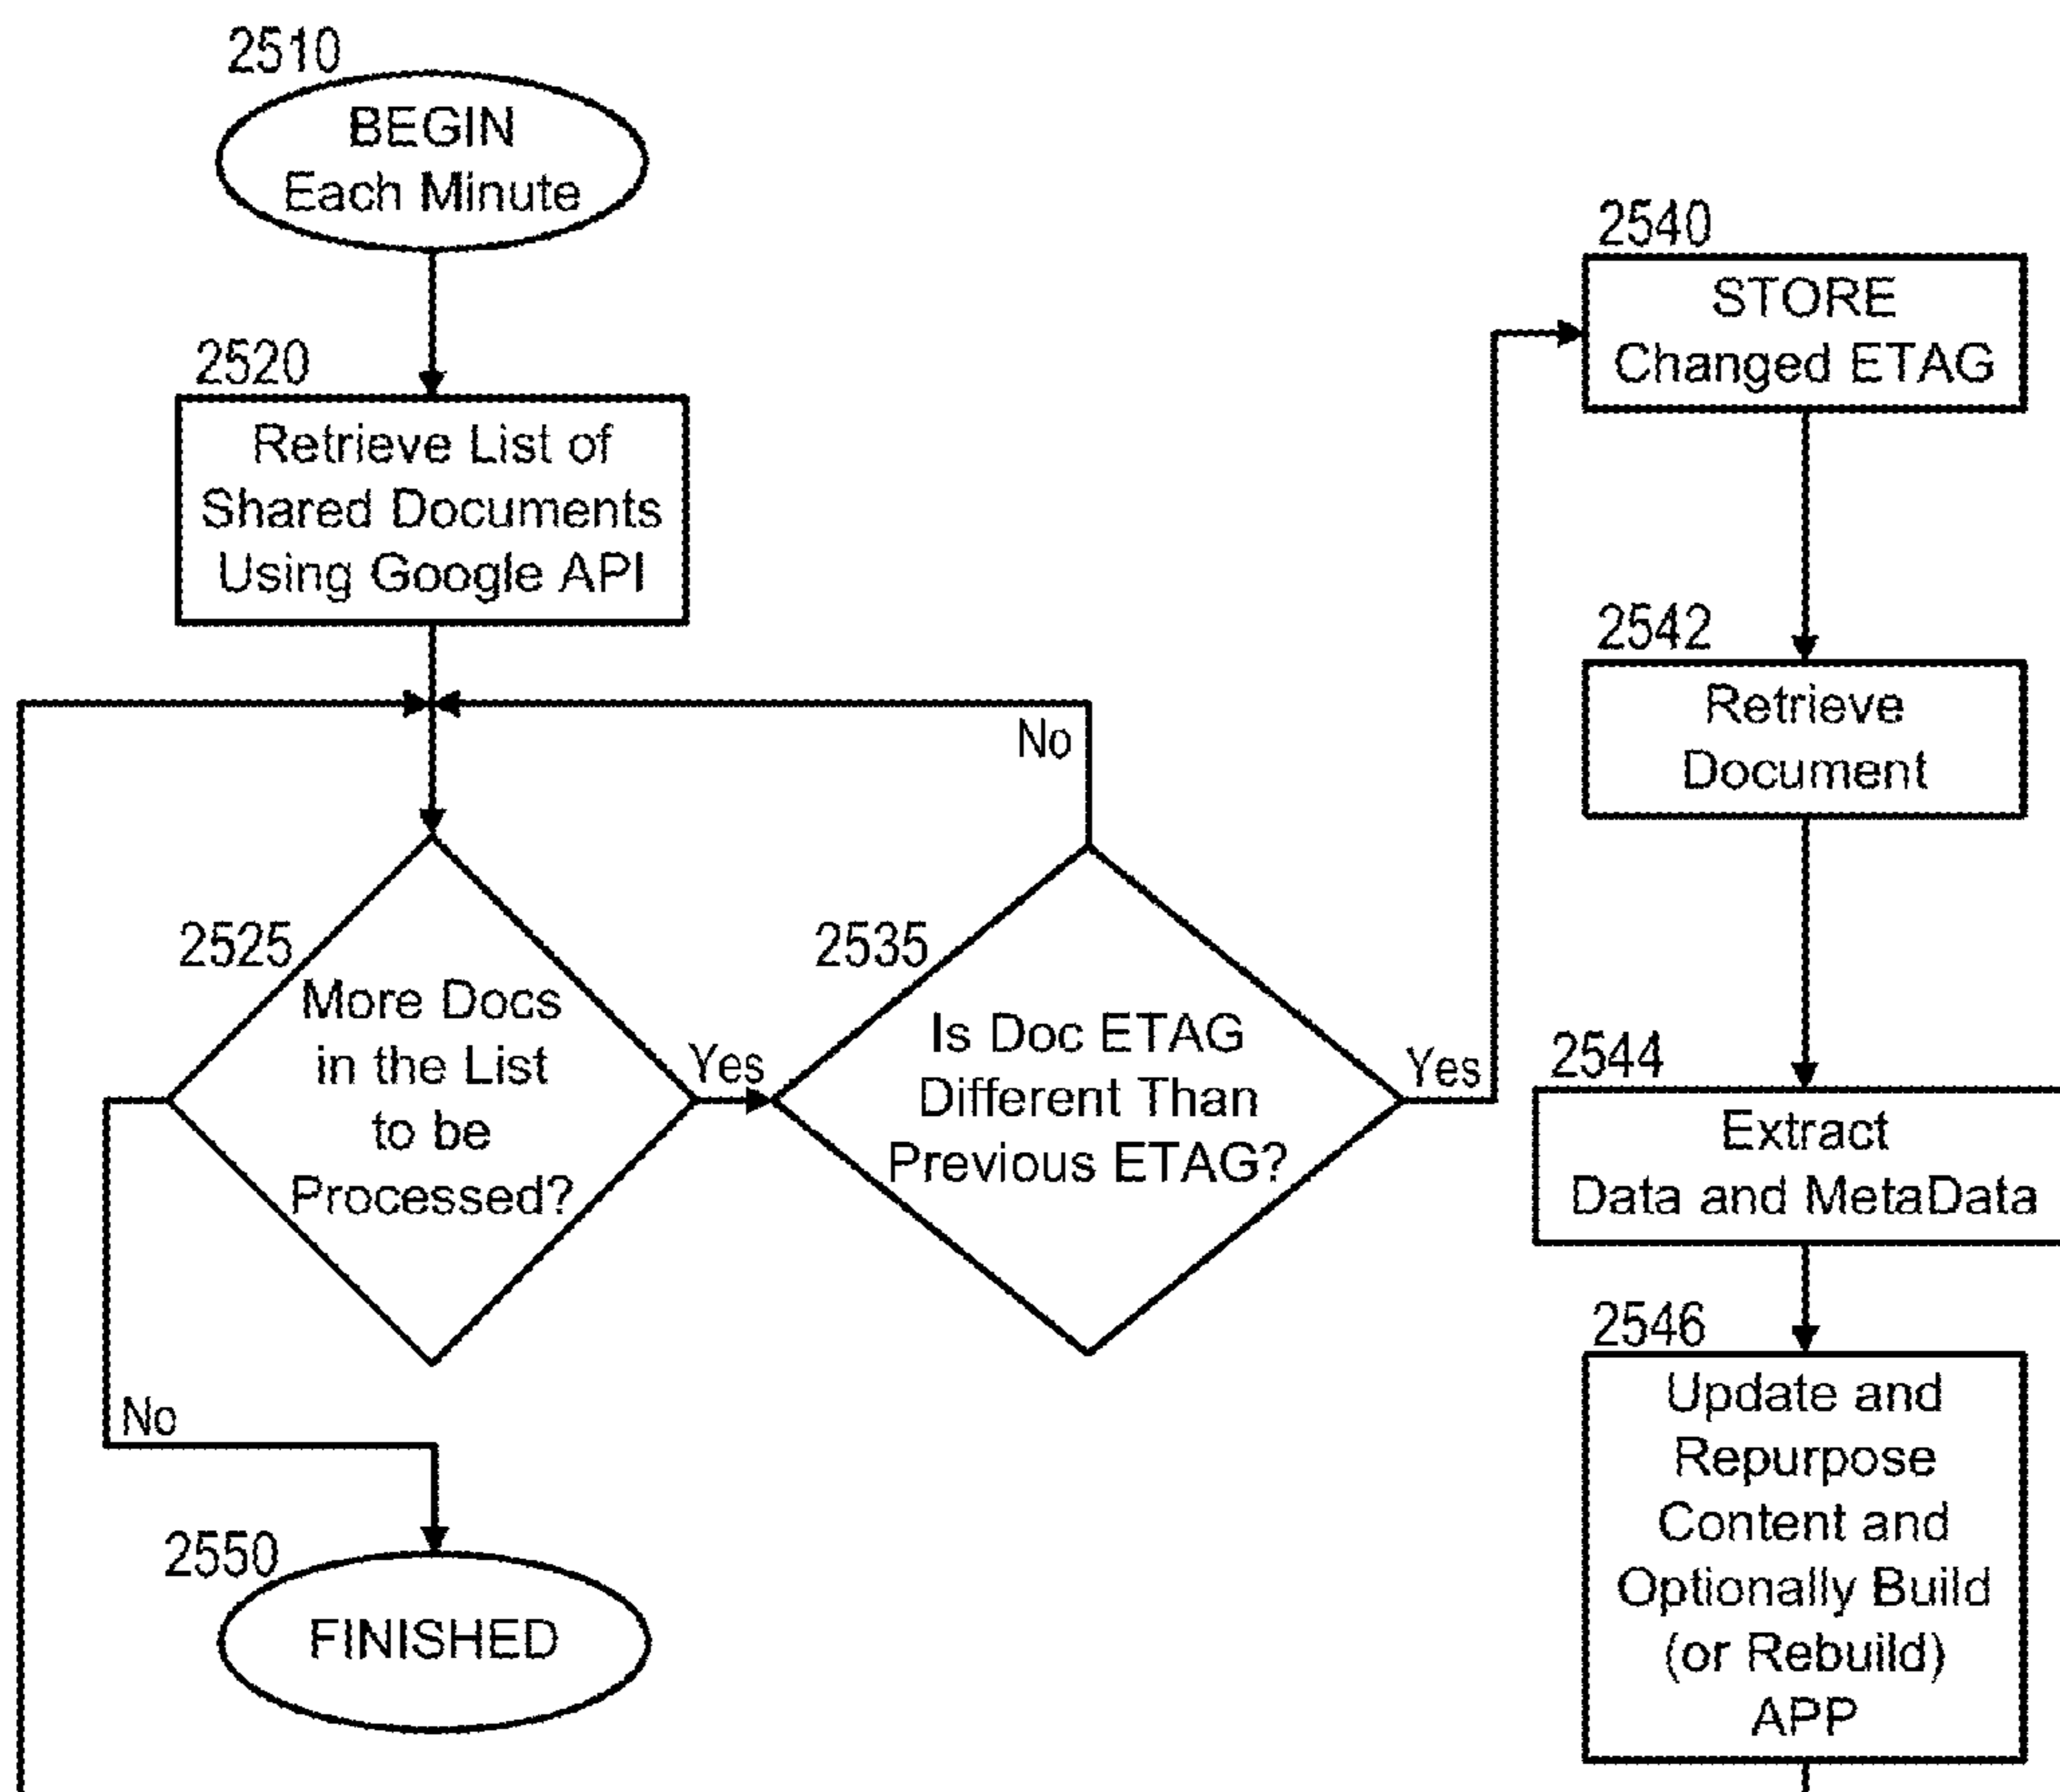 2510
BEGIN
Each Minute
2520
Retrieve List of
Shared Documents
Using Google API
2525
More Docs
in the List
to be
Processed?
Yes
No
2535
Is Doc ETAG
Different Than
Previous ETAG?
No
Yes
2540
STORE
Changed ETAG
2542
Retrieve
Document
2544
Extract
Data and MetaData
2546
Update and
Repurpose
Content and
Optionally Build
(or Rebuild)
APP
2550
FINISHED